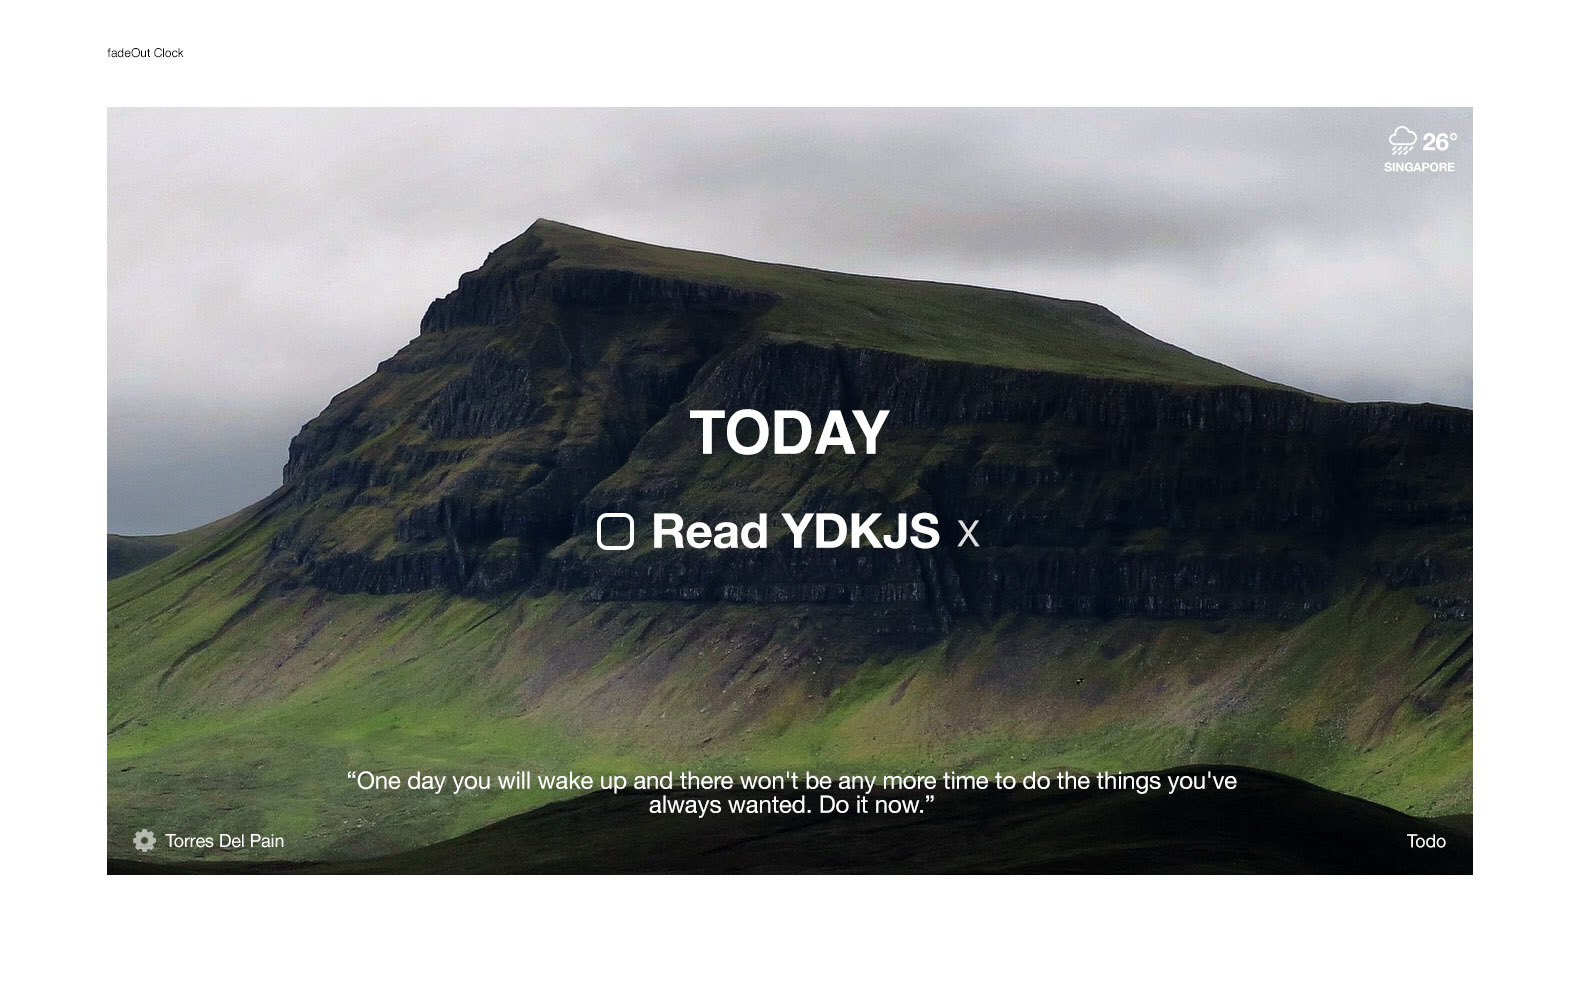 fadeOut Clock
26°
SINGAPORE
TODAY
Read YDKJS X
“One day you will wake up and there won't be any more time to do the things you've
always wanted. Do it now.”
Torres Del Pain
Todo